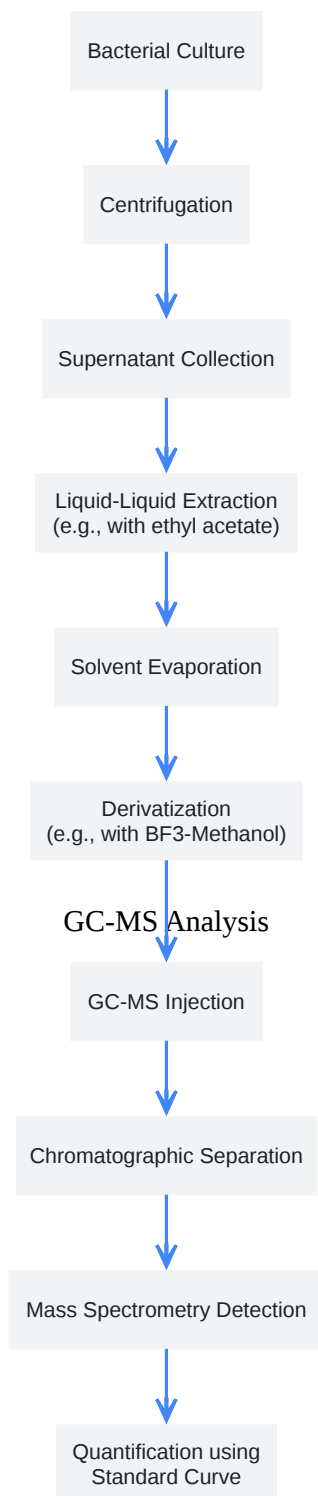 Bacterial Culture
Centrifugation
Supernatant Collection
Liquid-Liquid Extraction
(e.g., with ethyl acetate)
Solvent Evaporation
Derivatization
(e.g., with BF3-Methanol)
GC-MS Analysis
GC-MS Injection
Chromatographic Separation
Mass Spectrometry Detection
Quantification using
Standard Curve